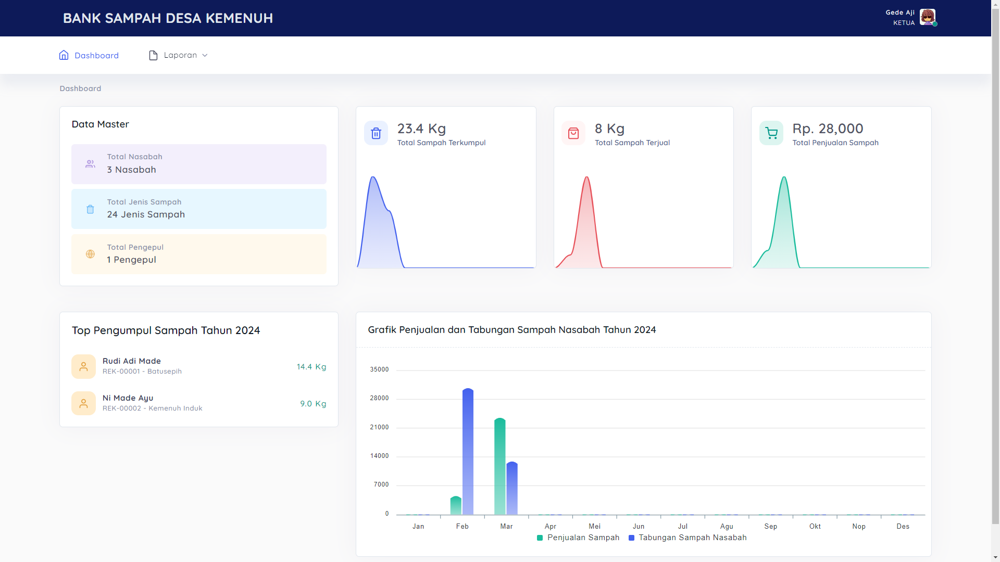 BANK SAMPAH DESA KEMENUH
Gede Aji
KETUA
Dashboard
Laporan
Dashboard
Data Master
Total Nasabah
3 Nasabah
Total Jenis Sampah
24 Jenis Sampah
Total Pengepul
1 Pengepul
23.4 Kg
Total Sampah Terkumpul
8 Kg
Total Sampah Terjual
Rp. 28,000
Total Penjualan Sampah
Top Pengumpul Sampah Tahun 2024
Rudi Adi Made
REK-00001 - Batusepih
14.4 Kg
Ni Made Ayu
REK-00002 - Kemenuh Induk
9.0 Kg
Grafik Penjualan dan Tabungan Sampah Nasabah Tahun 2024
35000
28000
21000
14000
7000
0
Jan Feb Mar Apr Mei Jun Jul Agu Sep Okt Nop Des
Penjualan Sampah Tabungan Sampah Nasabah